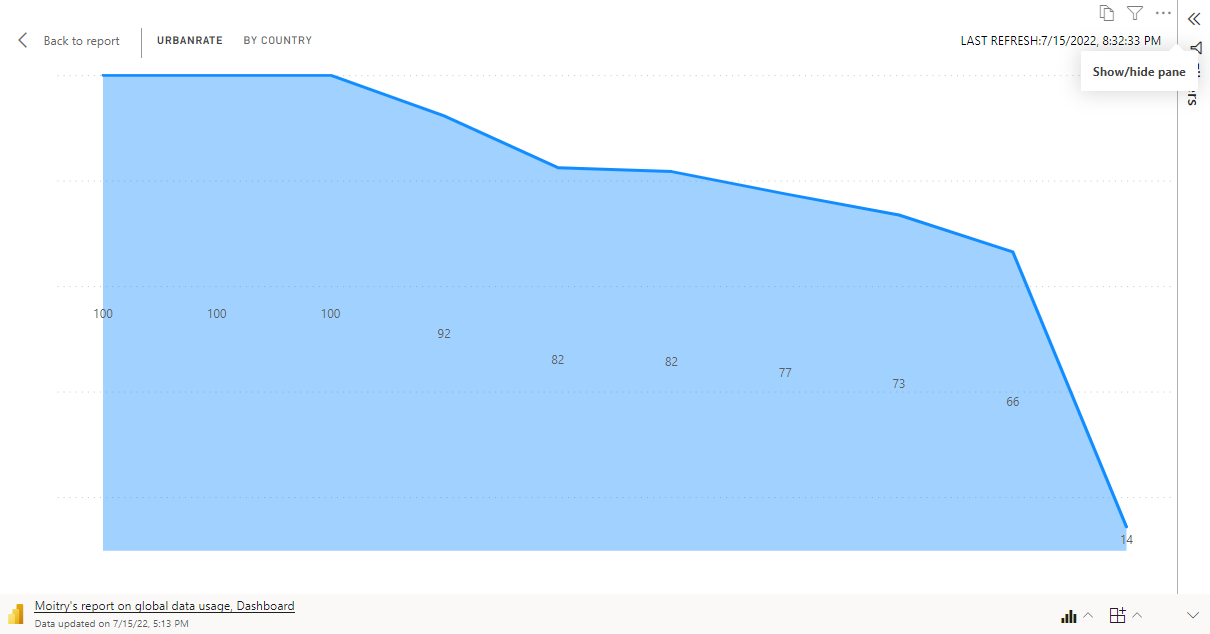 Back to report
URBANRATE
BY COUNTRY
LAST REFRESH:7/15/2022, 8:32:33 PM
Show/hide pane
100
100
100
92
82
82
77
73
66
14
Moitry's report on global data usage, Dashboard
Data updated on 7/15/22, 5:13 PM